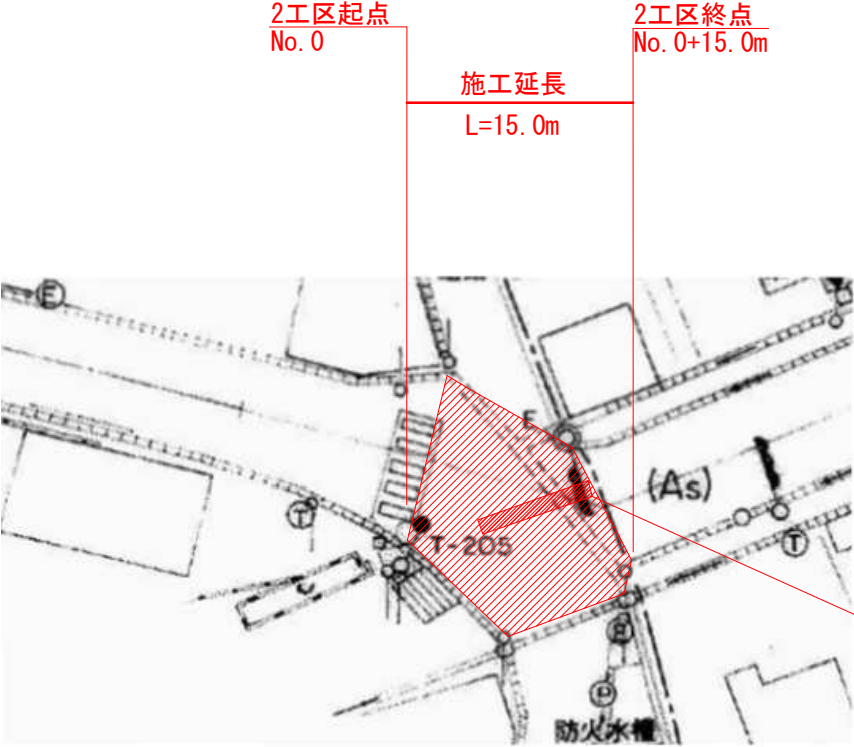 2工区起点
No.0
2工区終点
No.0+15.0m
施工延長
L=15.0m
E
E
(As)
T-205
T
T
P
防火水槽